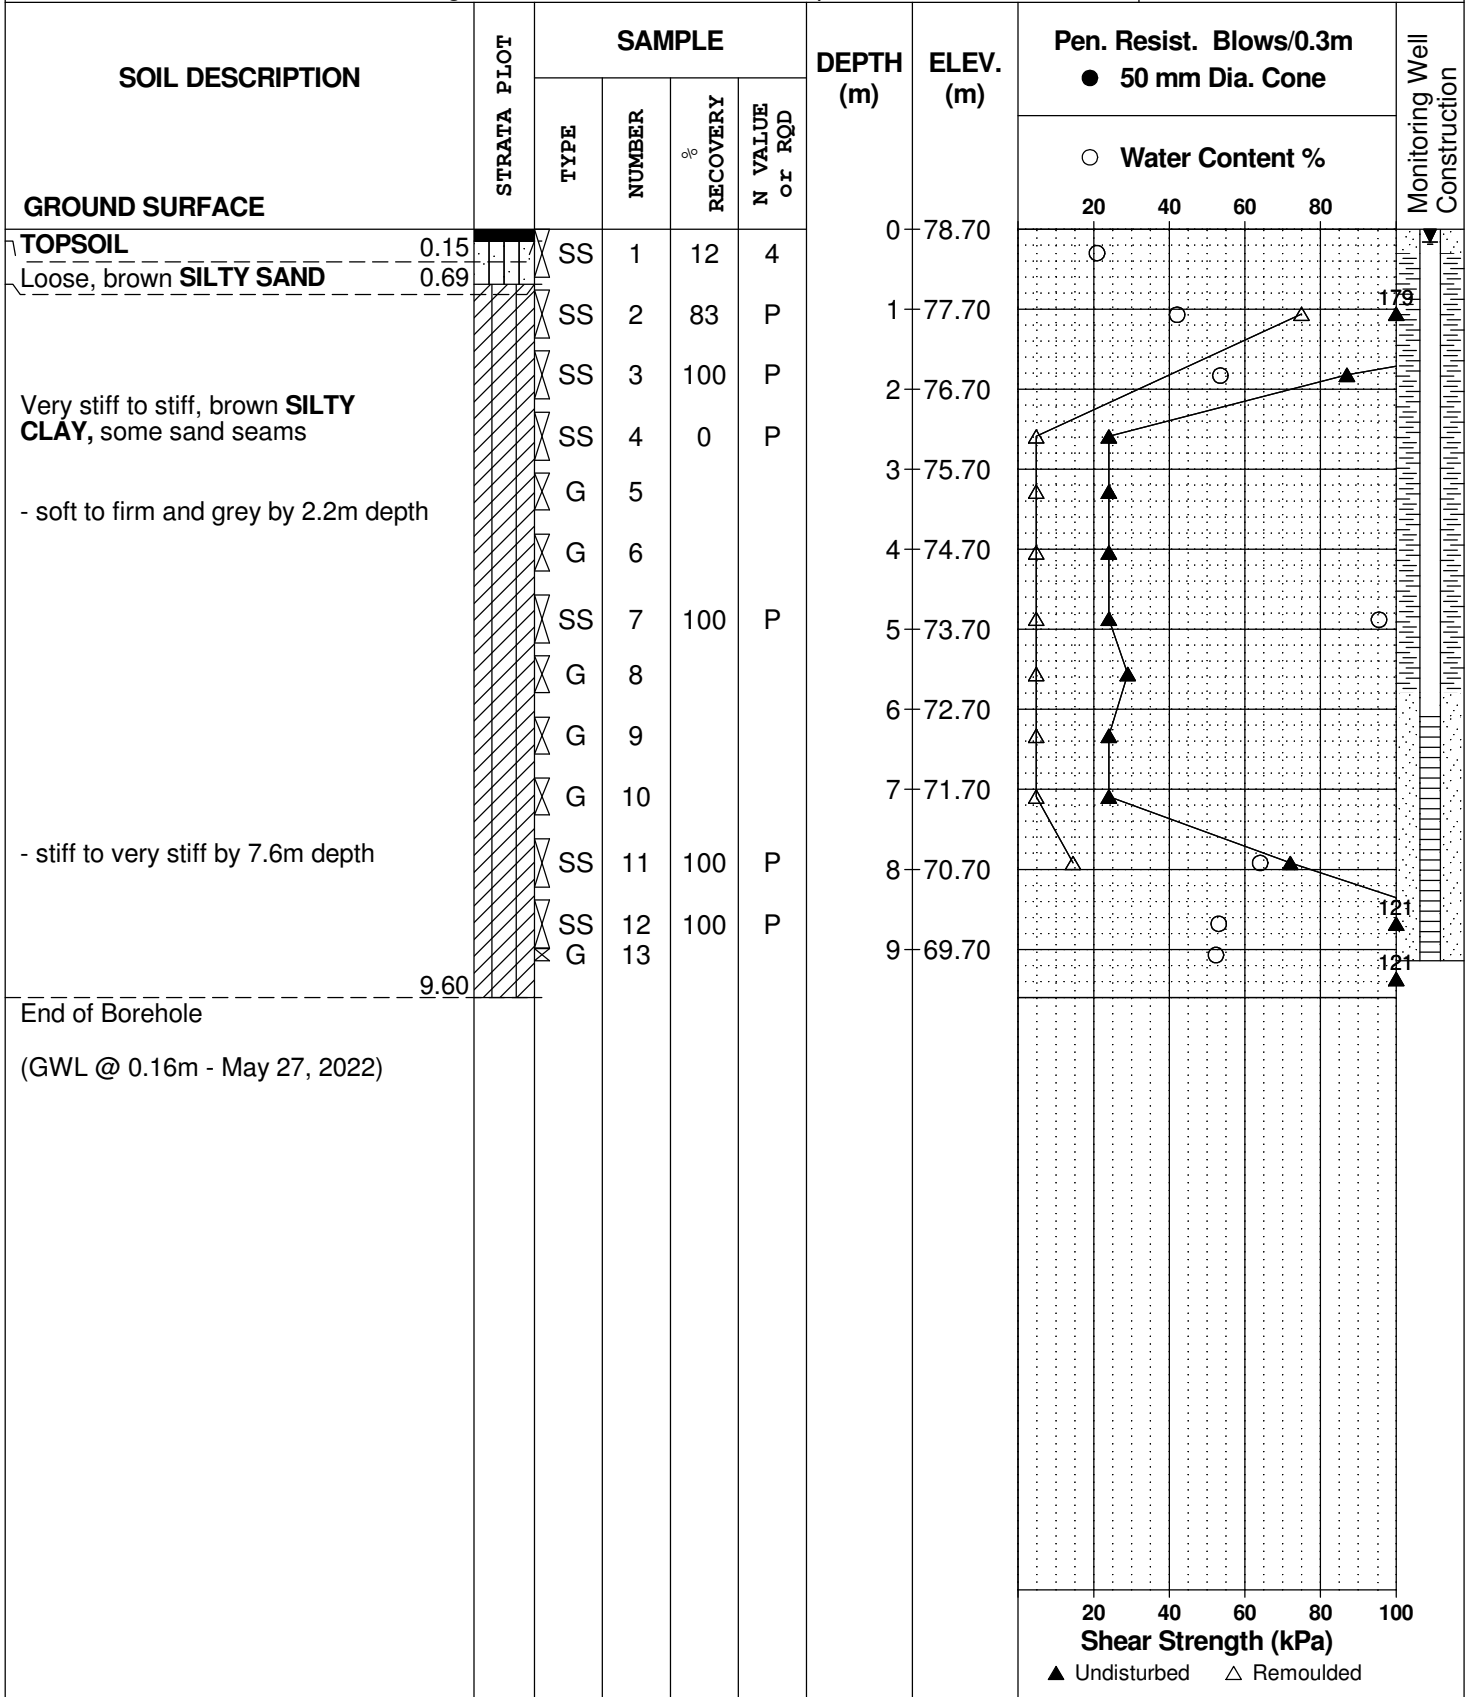 SOIL DESCRIPTION
GROUND SURFACE
STRATA PLOT
SAMPLE
TYPE
NUMBER
% RECOVERY
N VALUE or RQD
DEPTH (m)
ELEV. (m)
Pen. Resist. Blows/0.3m
● 50 mm Dia. Cone
○ Water Content %
20 40 60 80
Monitoring Well Construction
TOPSOIL 0.15
Loose, brown SILTY SAND 0.69
Very stiff to stiff, brown SILTY
CLAY, some sand seams
- soft to firm and grey by 2.2m depth
- stiff to very stiff by 7.6m depth
9.60
End of Borehole
(GWL @ 0.16m - May 27, 2022)
SS 1 12 4
SS 2 83 P
SS 3 100 P
SS 4 0 P
G 5
G 6
SS 7 100 P
G 8
G 9
G 10
SS 11 100 P
SS 12 100 P
G 13
0 78.70
1 77.70
2 76.70
3 75.70
4 74.70
5 73.70
6 72.70
7 71.70
8 70.70
9 69.70
179
121
121
20 40 60 80 100
Shear Strength (kPa)
▲ Undisturbed △ Remoulded